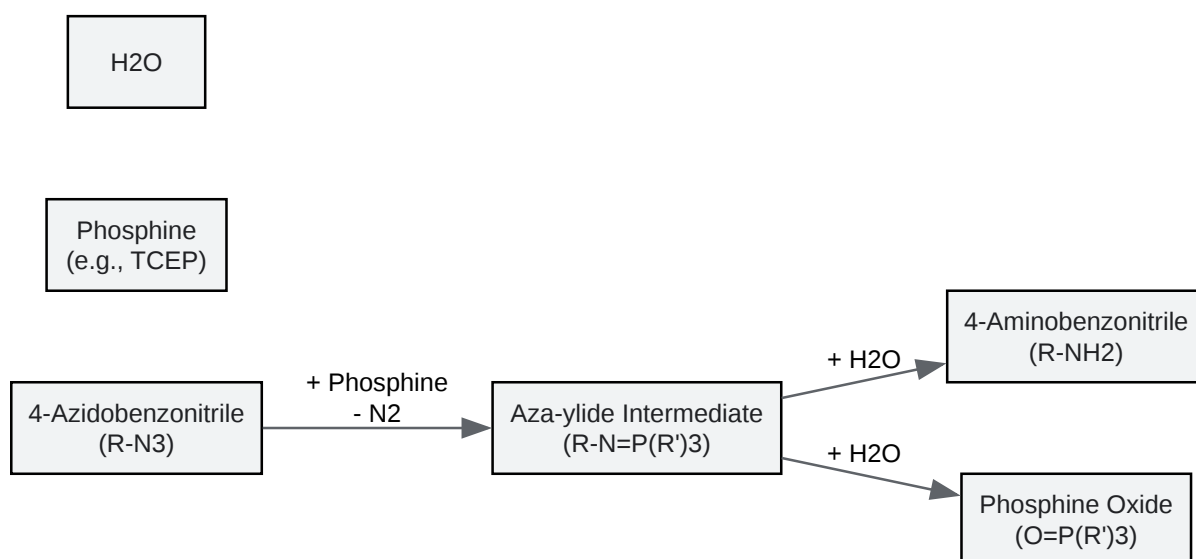 H2O
Phosphine
(e.g., TCEP)
4-Azidobenzonitrile
(R-N3)
+ Phosphine
- N2
Aza-ylide Intermediate
(R-N=P(R')3)
+ H2O
4-Aminobenzonitrile
(R-NH2)
+ H2O
Phosphine Oxide
(O=P(R')3)